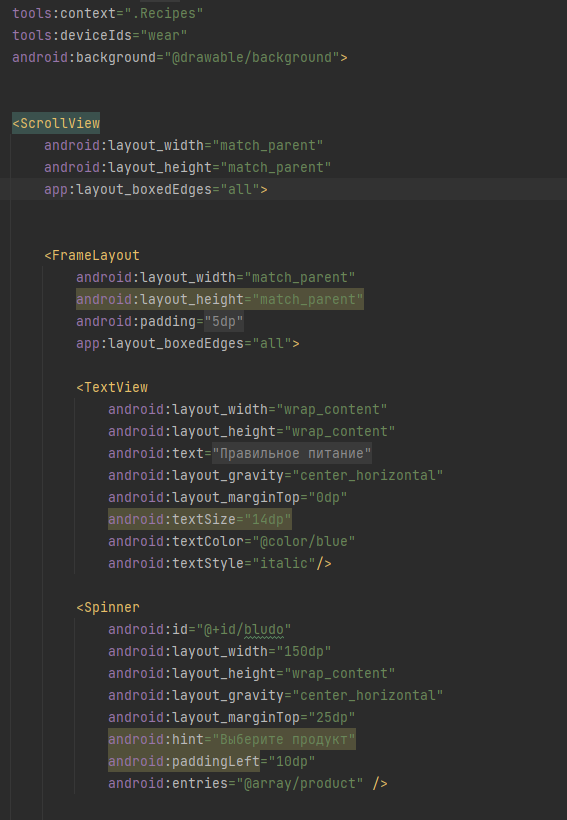 tools:context=".Recipes"
tools:deviceIds="wear"
android:background="@drawable/background">
<ScrollView
android:layout_width="match_parent"
android:layout_height="match_parent"
app:layout_boxedEdges="all">
<FrameLayout
android:layout_width="match_parent"
android:layout_height="match_parent"
android:padding="5dp"
app:layout_boxedEdges="all">
<TextView
android:layout_width="wrap_content"
android:layout_height="wrap_content"
android:text="Правильное питание"
android:layout_gravity="center_horizontal"
android:layout_marginTop="0dp"
android:textSize="14dp"
android:textColor="@color/blue"
android:textStyle="italic"/>
<Spinner
android:id="@+id/bludo"
android:layout_width="150dp"
android:layout_height="wrap_content"
android:layout_gravity="center_horizontal"
android:layout_marginTop="25dp"
android:hint="Выберите продукт"
android:paddingLeft="10dp"
android:entries="@array/product" />